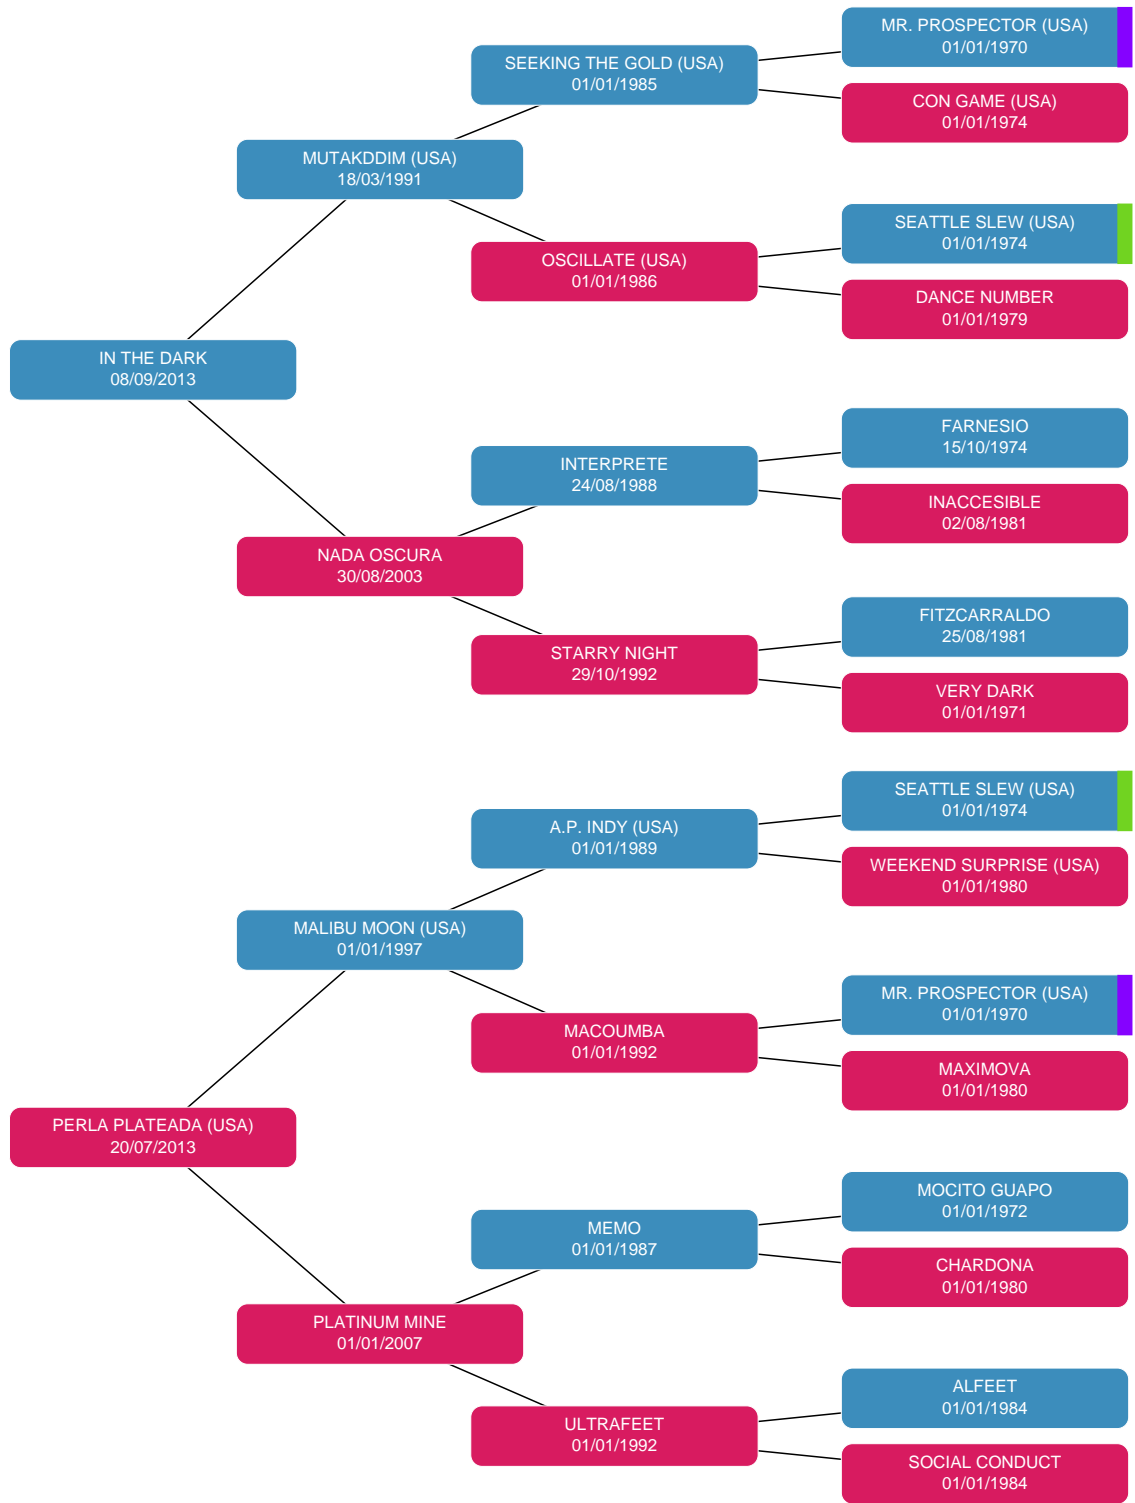 MR. PROSPECTOR (USA)
01/01/1970
SEEKING THE GOLD (USA)
01/01/1985
CON GAME (USA)
01/01/1974
MUTAKDDIM (USA)
18/03/1991
SEATTLE SLEW (USA)
01/01/1974
OSCILLATE (USA)
01/01/1986
DANCE NUMBER
01/01/1979
IN THE DARK
08/09/2013
FARNESIO
15/10/1974
INTERPRETE
24/08/1988
INACCESIBLE
02/08/1981
NADA OSCURA
30/08/2003
FITZCARRALDO
25/08/1981
STARRY NIGHT
29/10/1992
VERY DARK
01/01/1971
SEATTLE SLEW (USA)
01/01/1974
A.P. INDY (USA)
01/01/1989
WEEKEND SURPRISE (USA)
01/01/1980
MALIBU MOON (USA)
01/01/1997
MR. PROSPECTOR (USA)
01/01/1970
MACOUMBA
01/01/1992
MAXIMOVA
01/01/1980
PERLA PLATEADA (USA)
20/07/2013
MOCITO GUAPO
01/01/1972
MEMO
01/01/1987
CHARDONA
01/01/1980
PLATINUM MINE
01/01/2007
ALFEET
01/01/1984
ULTRAFEET
01/01/1992
SOCIAL CONDUCT
01/01/1984